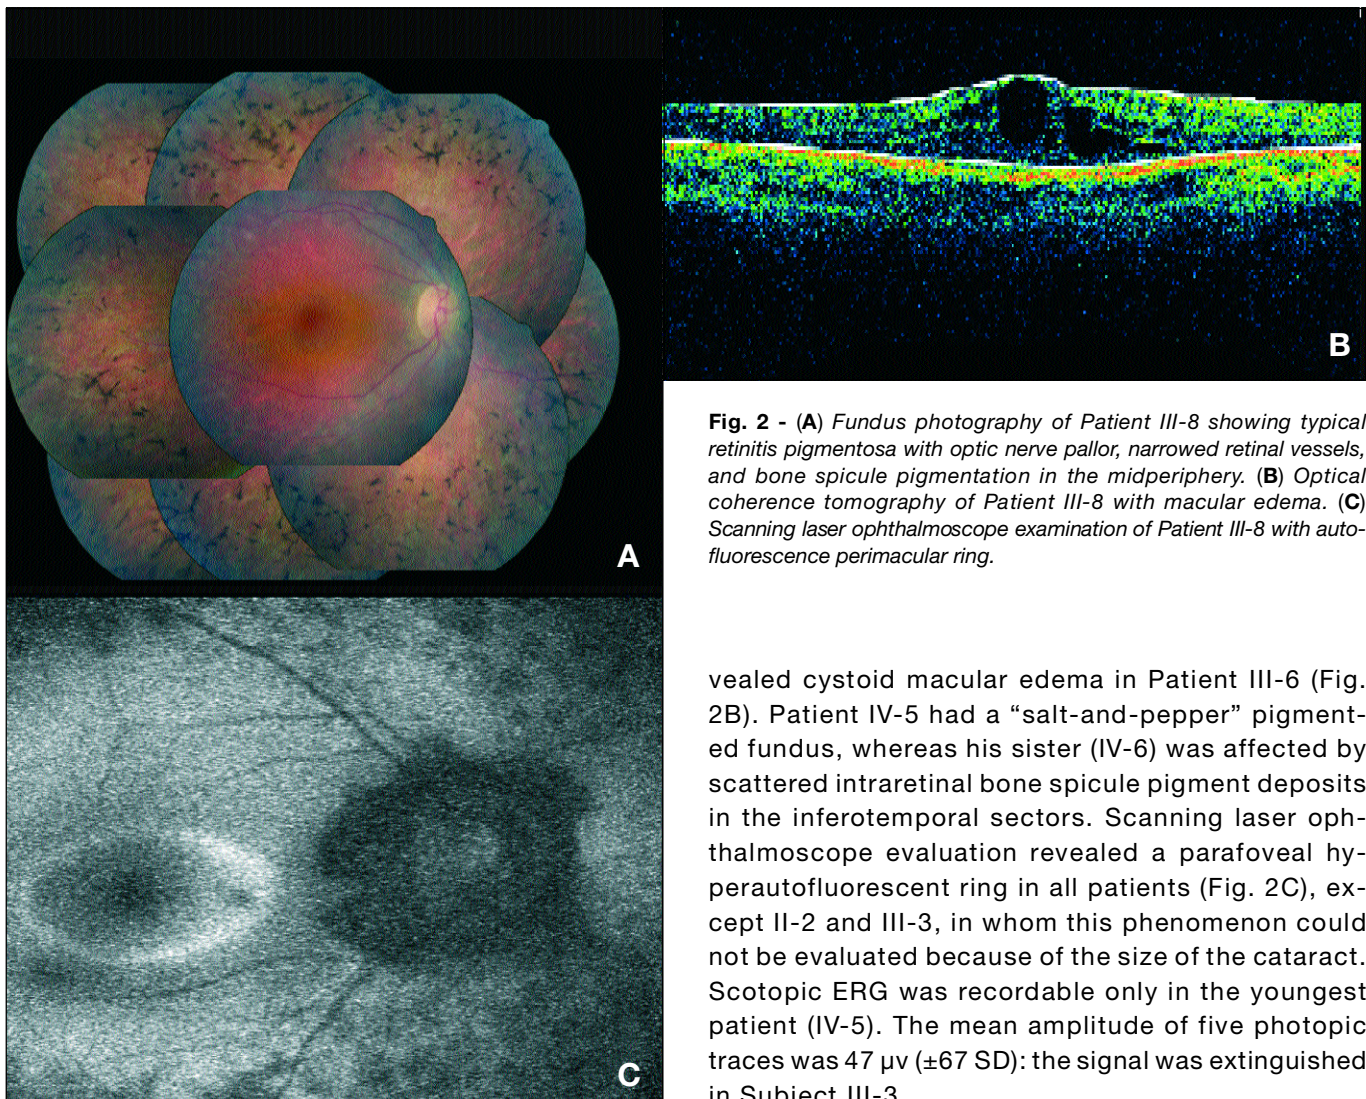 A
B
Fig. 2 - (A) Fundus photography of Patient III-8 showing typical
retinitis pigmentosa with optic nerve pallor, narrowed retinal vessels,
and bone spicule pigmentation in the midperiphery. (B) Optical
coherence tomography of Patient III-8 with macular edema. (C)
Scanning laser ophthalmoscope examination of Patient III-8 with auto-
fluorescence perimacular ring.
C
vealed cystoid macular edema in Patient III-6 (Fig.
2B). Patient IV-5 had a “salt-and-pepper” pigment-
ed fundus, whereas his sister (IV-6) was affected by
scattered intraretinal bone spicule pigment deposits
in the inferotemporal sectors. Scanning laser oph-
thalmoscope evaluation revealed a parafoveal hy-
perautofluorescent ring in all patients (Fig. 2C), ex-
cept II-2 and III-3, in whom this phenomenon could
not be evaluated because of the size of the cataract.
Scotopic ERG was recordable only in the youngest
patient (IV-5). The mean amplitude of five photopic
traces was 47 µv (±67 SD): the signal was extinguished
in Subject III-3.